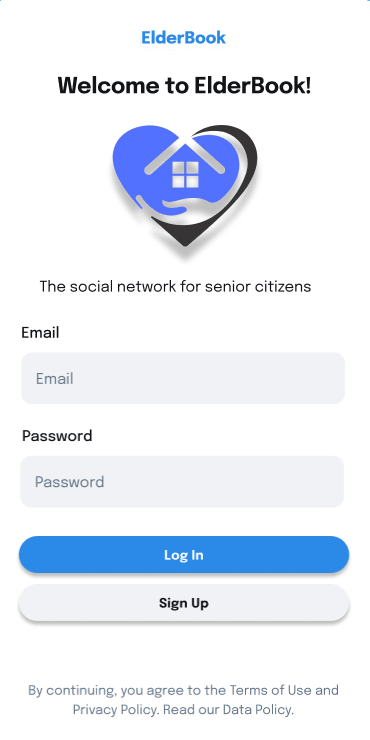 ElderBook
Welcome to ElderBook!
The social network for senior citizens
Email
Email
Password
Password
Log In
Sign Up
By continuing, you agree to the Terms of Use and
Privacy Policy. Read our Data Policy.